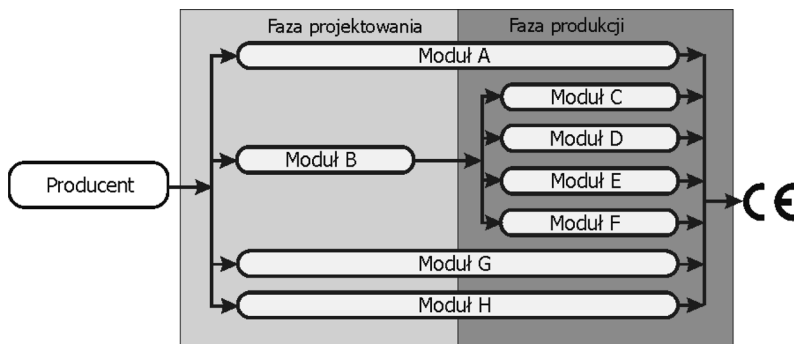 Faza projektowania
Faza produkcji
Moduł A
Moduł C
Moduł D
Moduł B
Producent
Moduł E
Moduł F
CE
Moduł G
Moduł H